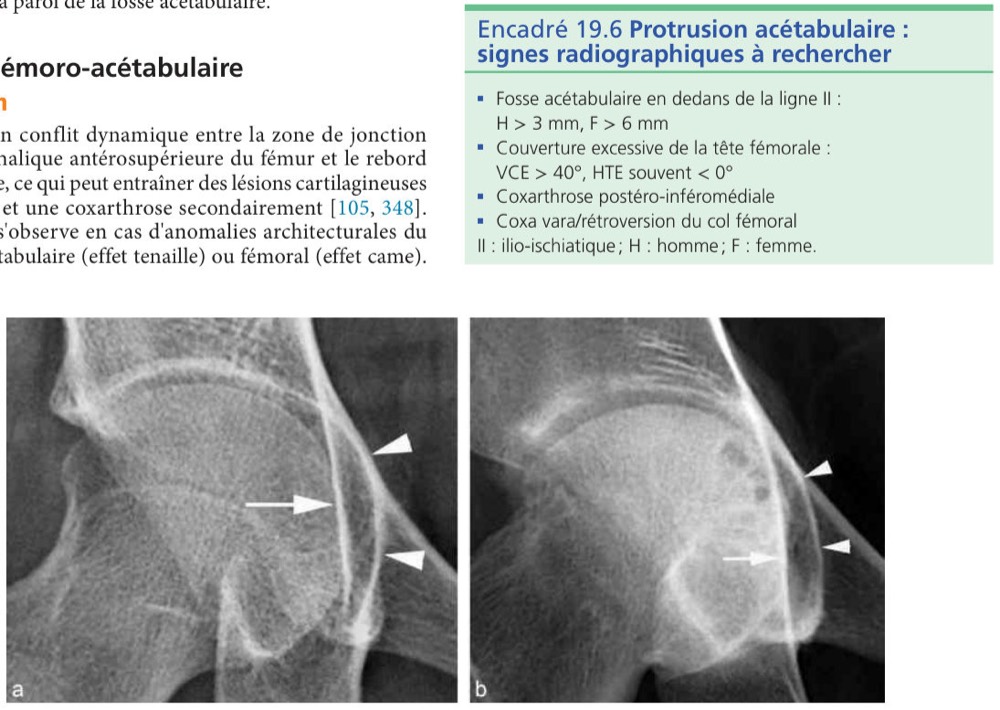 a paroi de la fosse acétabulaire.
émoro-acétabulaire
n conflit dynamique entre la zone de jonction
nalique antérosupérieure du fémur et le rebord
e, ce qui peut entraîner des lésions cartilagineuses
et une coxarthrose secondairement [105, 348].
s'observe en cas d'anomalies architecturales du
tabulaire (effet tenaille) ou fémoral (effet came).
Encadré 19.6 Protrusion acétabulaire :
signes radiographiques à rechercher
▪ Fosse acétabulaire en dedans de la ligne II :
H > 3 mm, F > 6 mm
▪ Couverture excessive de la tête fémorale :
VCE > 40°, HTE souvent < 0°
▪ Coxarthrose postéro-inféromédiale
▪ Coxa vara/rétroversion du col fémoral
II : ilio-ischiatique ; H : homme ; F : femme.
a
b